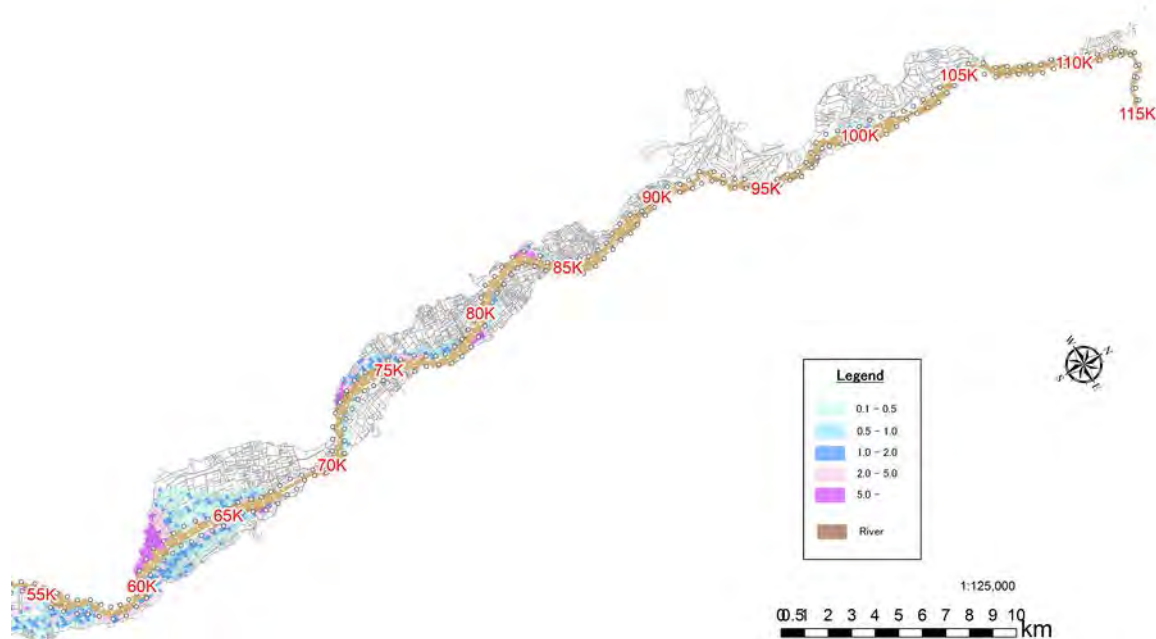 105K
110K
115K
100K
90K
95K
85K
80K
75K
70K
65K
60K
55K
W
N
S
E
Legend
0.1 - 0.5
0.5 - 1.0
1.0 - 2.0
2.0 - 5.0
5.0 -
River
1:125,000
0 0.5 1 2 3 4 5 6 7 8 9 10 km